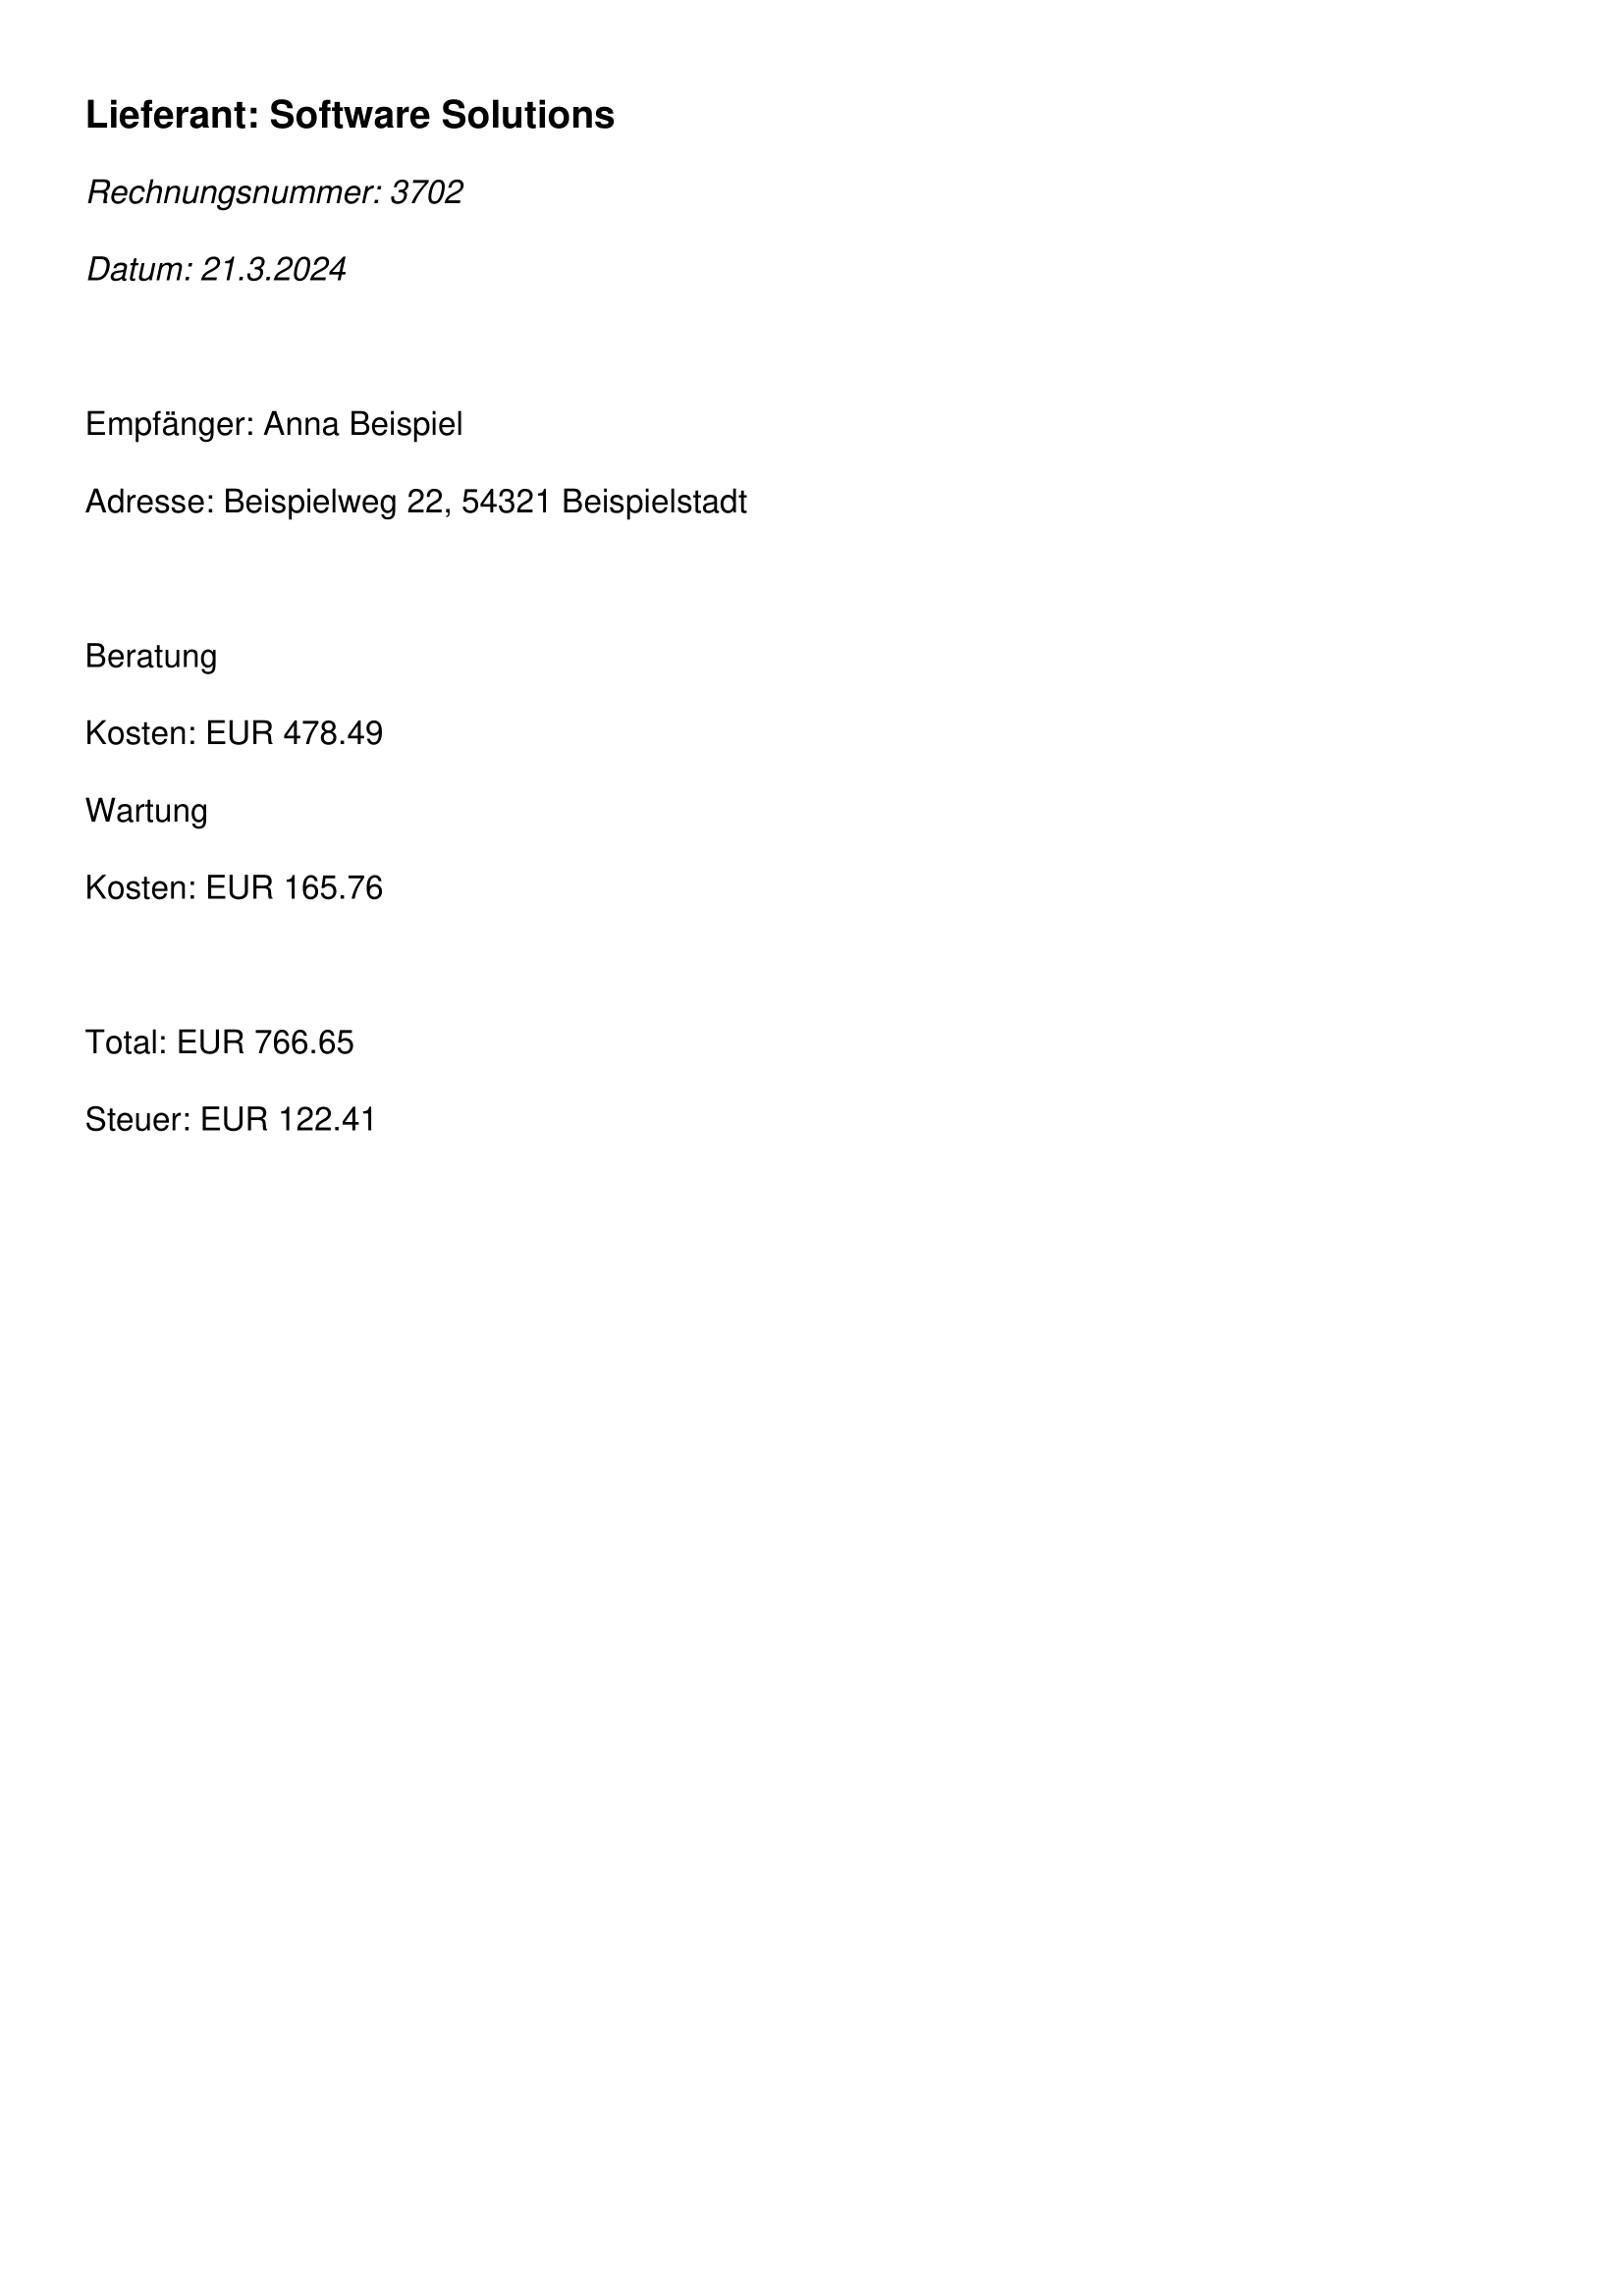 Lieferant: Software Solutions
Rechnungsnummer: 3702
Datum: 21.3.2024
Empfänger: Anna Beispiel
Adresse: Beispielweg 22, 54321 Beispielstadt
Beratung
Kosten: EUR 478.49
Wartung
Kosten: EUR 165.76
Total: EUR 766.65
Steuer: EUR 122.41